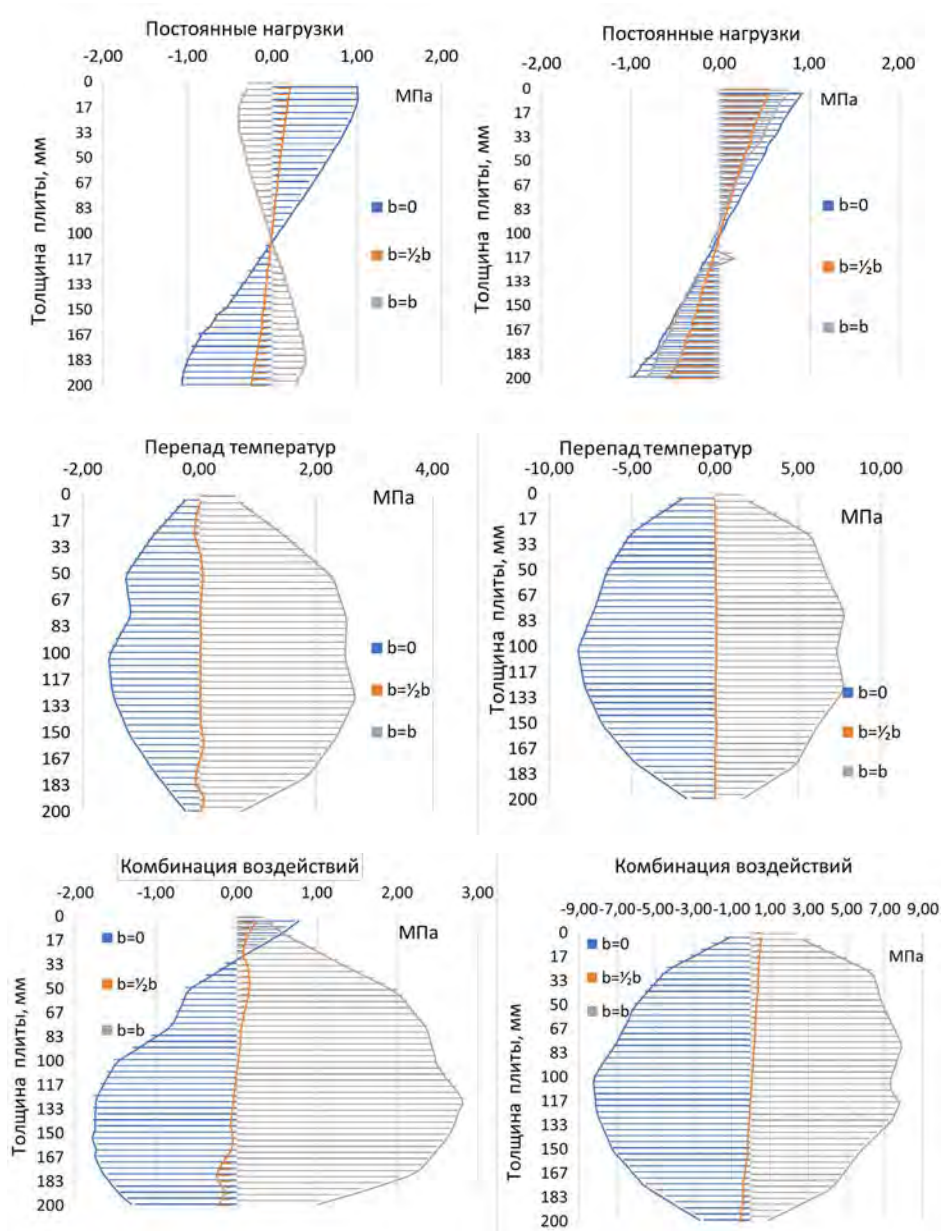 Постоянные нагрузки
-2,00 -1,00 0,00 1,00 2,00
МПа
Толщина плиты, мм
0
17
33
50
67
83
100
117
133
150
167
183
200
b=0
b=½b
b=b
Постоянные нагрузки
-2,00 -1,00 0,00 1,00 2,00
МПа
Толщина плиты, мм
0
17
33
50
67
83
100
117
133
150
167
183
200
b=0
b=½b
b=b
Перепад температур
-2,00 0,00 2,00 4,00
МПа
Толщина плиты, мм
0
17
33
50
67
83
100
117
133
150
167
183
200
b=0
b=½b
b=b
Перепад температур
-10,00 -5,00 0,00 5,00 10,00
МПа
Толщина плиты, мм
0
17
33
50
67
83
100
117
133
150
167
183
200
b=0
b=½b
b=b
Комбинация воздействий
-2,00 -1,00 0,00 1,00 2,00 3,00
МПа
Толщина плиты, мм
0
17
33
50
67
83
100
117
133
150
167
183
200
b=0
b=½b
b=b
Комбинация воздействий
-9,00 -7,00 -5,00 -3,00 -1,00 1,00 3,00 5,00 7,00 9,00
МПа
Толщина плиты, мм
0
17
33
50
67
83
100
117
133
150
167
183
200
b=0
b=½b
b=b